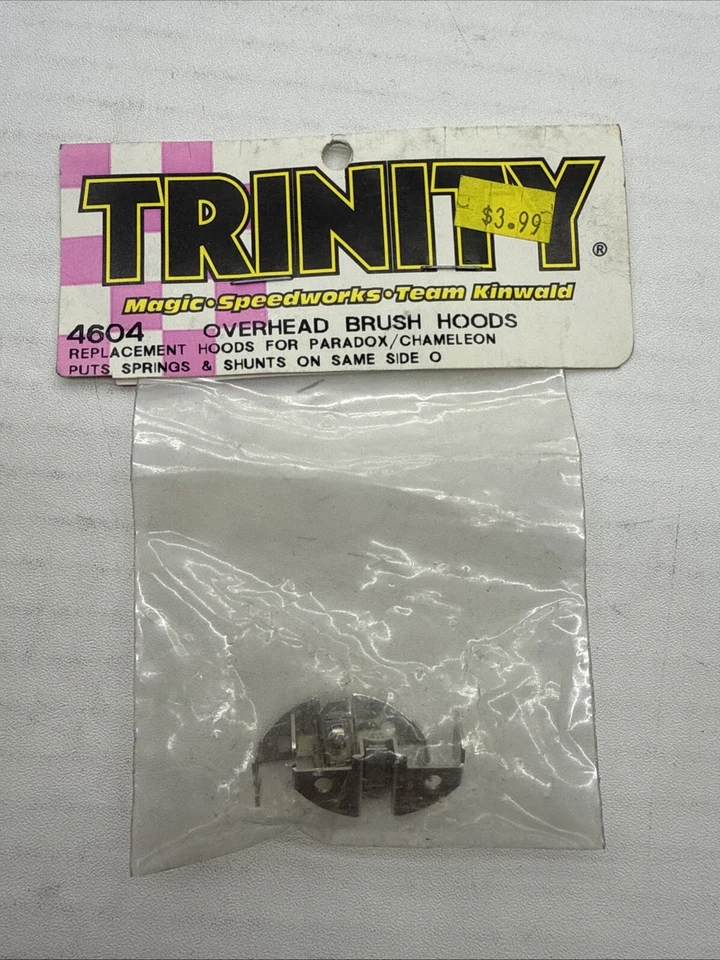 TRINITY®
$3.99
Magic•Speedworks•Team Kinwald
4604 OVERHEAD BRUSH HOODS
REPLACEMENT HOODS FOR PARADOX/CHAMELEON
PUTS SPRINGS & SHUNTS ON SAME SIDE O